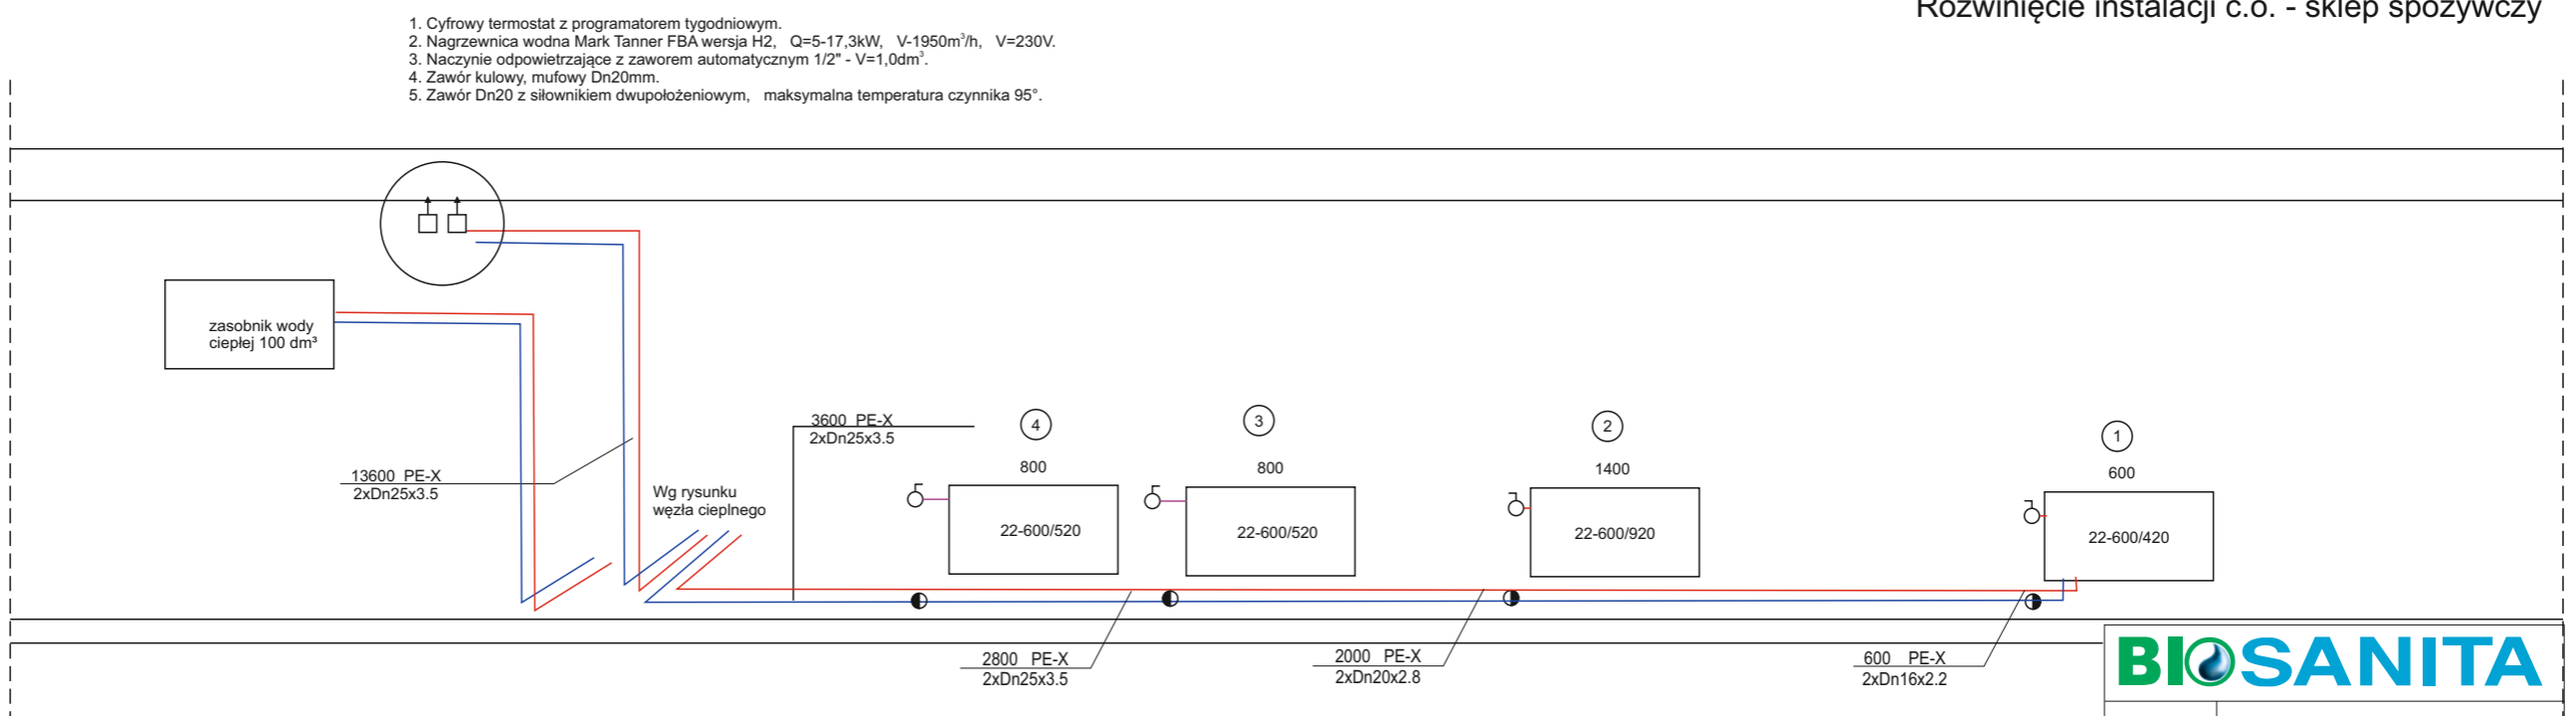 Rozwinięcie instalacji c.o. - sklep spożywczy
1. Cyfrowy termostat z programatorem tygodniowym.
2. Nagrzewnica wodna Mark Tanner FBA wersja H2, Q=5-17,3kW, V-1950m³/h, V=230V.
3. Naczynie odpowietrzające z zaworem automatycznym 1/2" - V=1,0dm³.
4. Zawór kulowy, mufowy Dn20mm.
5. Zawór Dn20 z siłownikiem dwupołożeniowym, maksymalna temperatura czynnika 95°.
zasobnik wody
ciepłej 100 dm³
13600 PE-X
2xDn25x3.5
Wg rysunku
węzła cieplnego
3600 PE-X
2xDn25x3.5
4
800
22-600/520
3
800
22-600/520
2
1400
22-600/920
1
600
22-600/420
2800 PE-X
2xDn25x3.5
2000 PE-X
2xDn20x2.8
600 PE-X
2xDn16x2.2
BIOSANITA